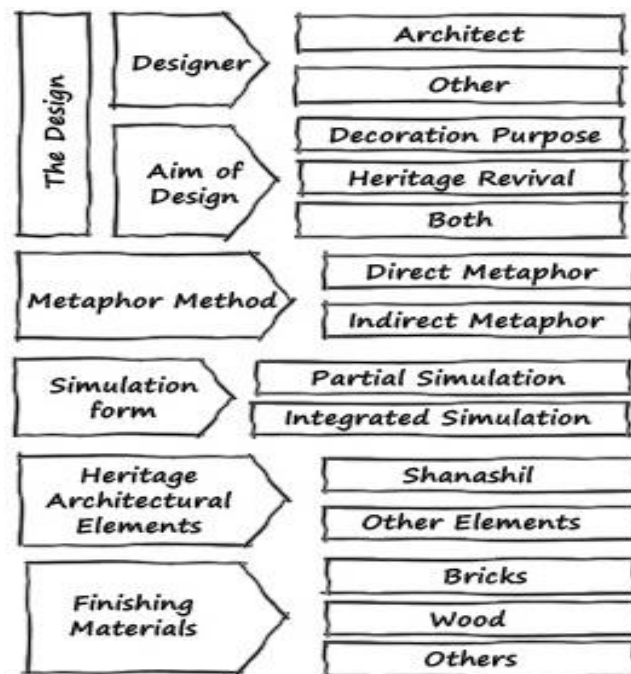 The Design
Designer
Architect
Other
Aim of
Design
Decoration Purpose
Heritage Revival
Both
Metaphor Method
Direct Metaphor
Indirect Metaphor
Simulation
form
Partial Simulation
Integrated Simulation
Heritage
Architectural
Elements
Shanashil
Other Elements
Finishing
Materials
Bricks
Wood
Others